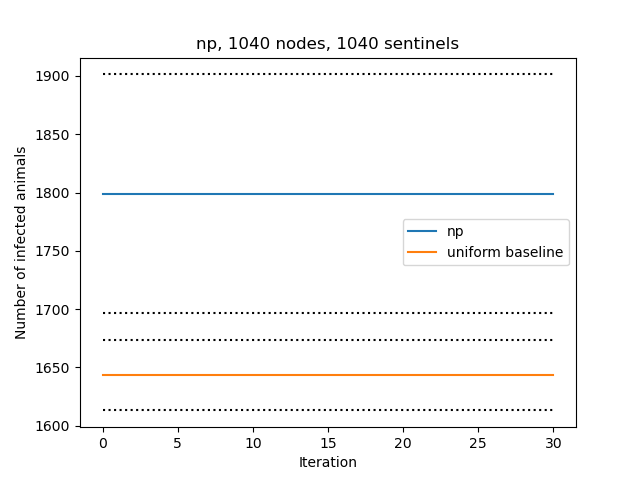 np, 1040 nodes, 1040 sentinels
Number of infected animals
1900
1850
1800
1750
1700
1650
1600
np
uniform baseline
0 5 10 15 20 25 30
Iteration